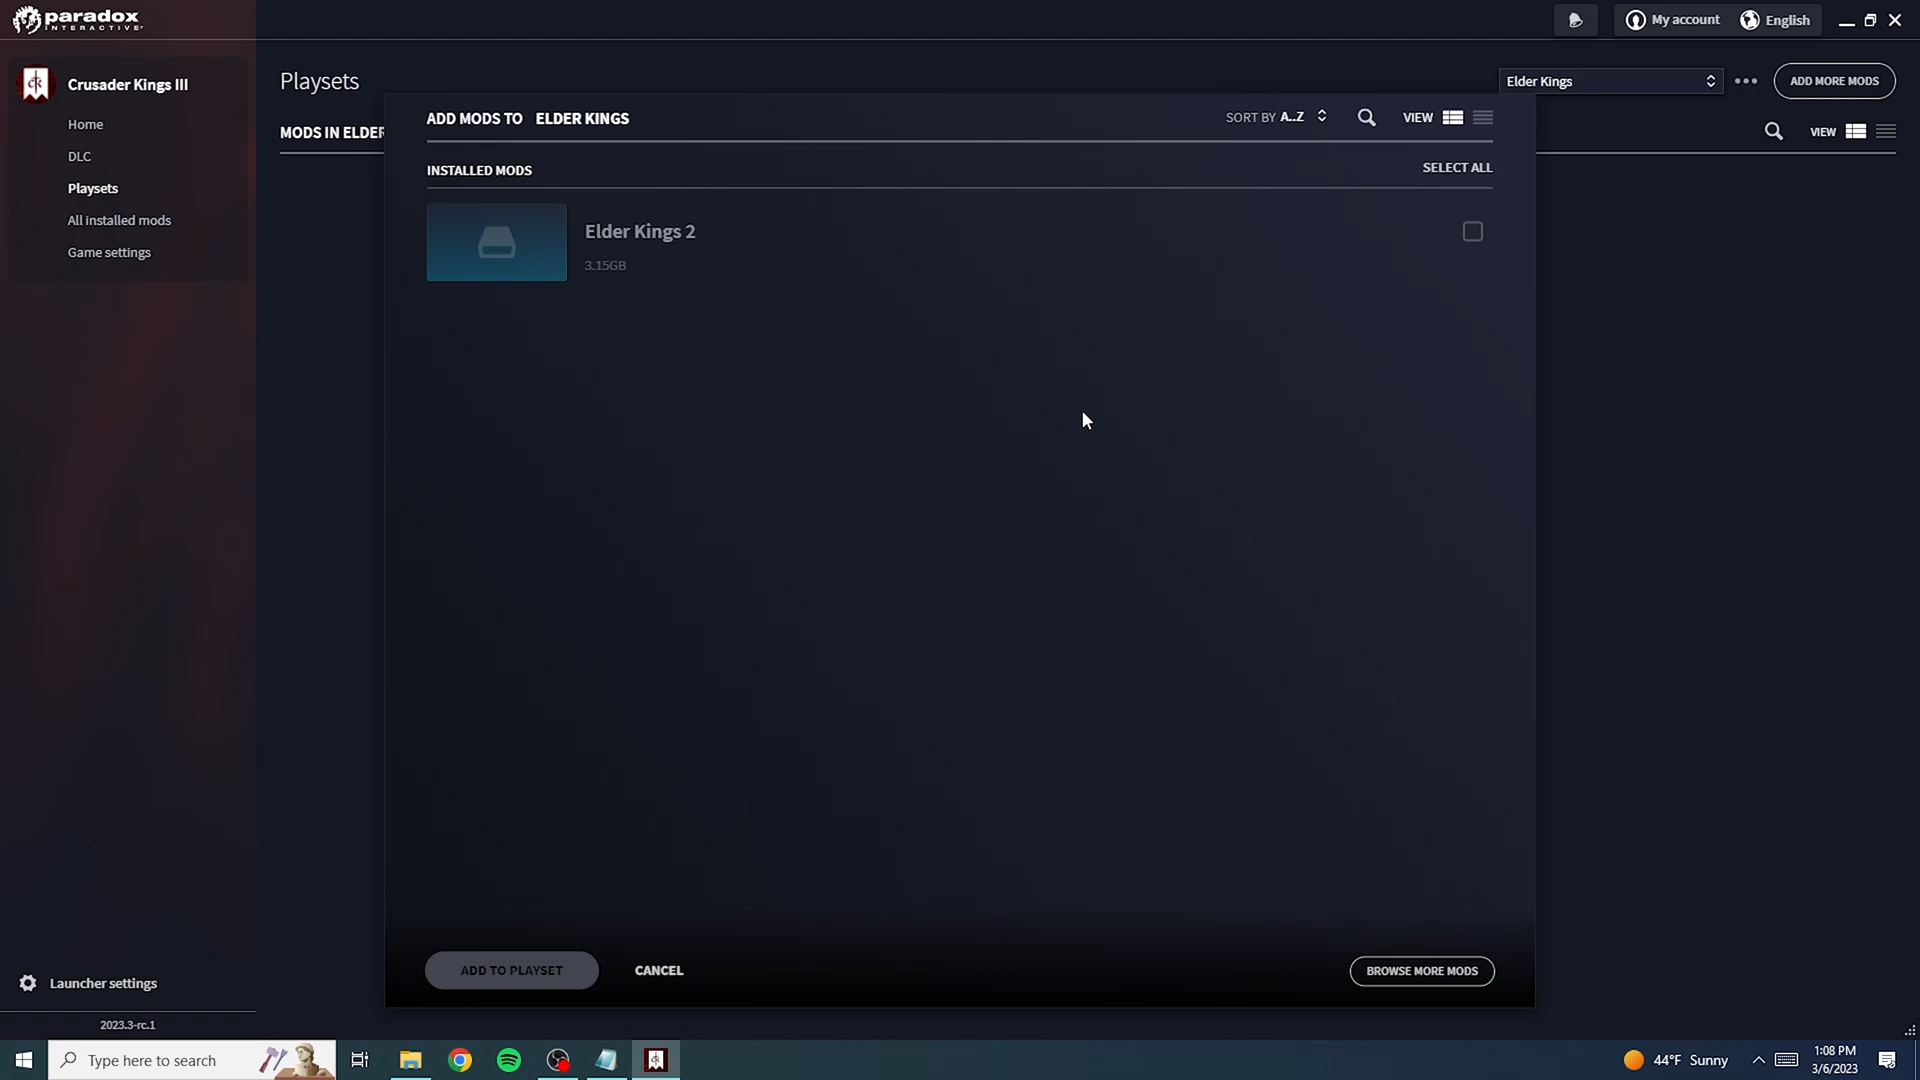 paradox
INTERACTIVE
My account
English
Crusader Kings III
Home
DLC
Playsets
All installed mods
Game settings
Playsets
Elder Kings
ADD MORE MODS
MODS IN ELDER
VIEW
ADD MODS TO ELDER KINGS
SORT BY A..Z
VIEW
INSTALLED MODS
SELECT ALL
Elder Kings 2
3.15GB
ADD TO PLAYSET
CANCEL
BROWSE MORE MODS
Launcher settings
2023.3-rc.1
Type here to search
44°F Sunny
1:08 PM
3/6/2023